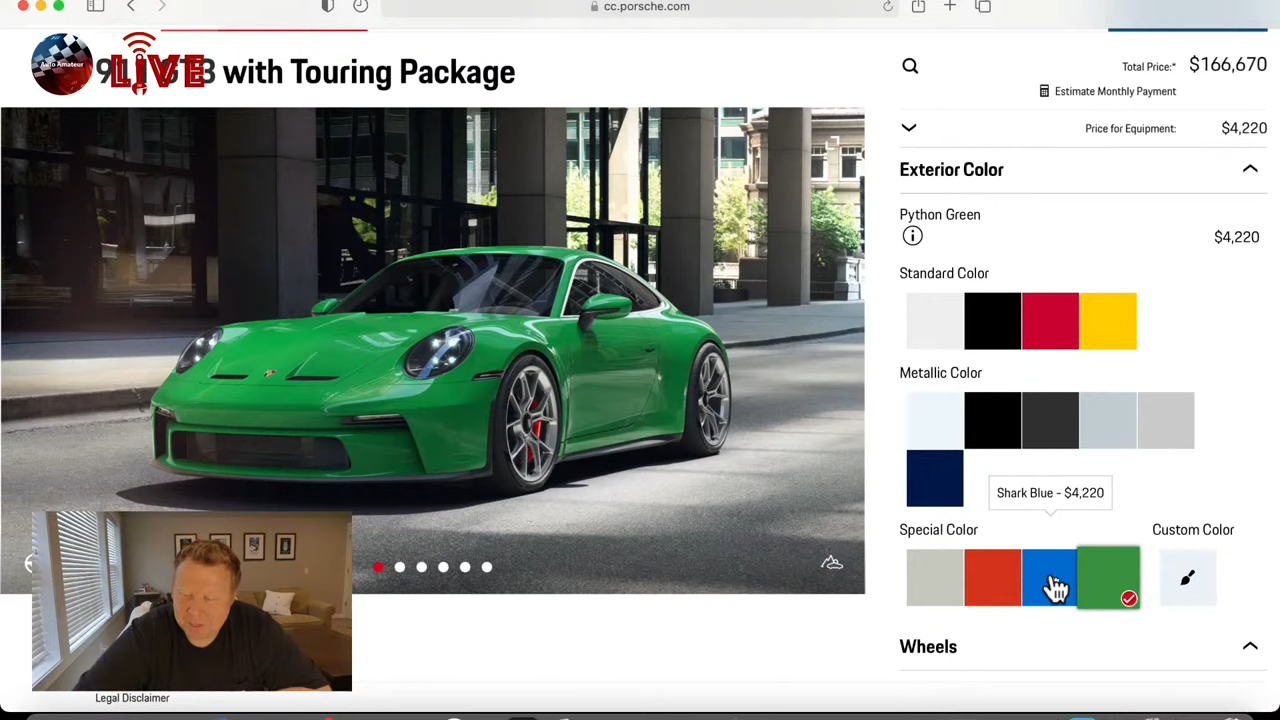 cc.porsche.com
Auto Amateur
LIVE
with Touring Package
Total Price:* $166,670
Estimate Monthly Payment
Price for Equipment: $4,220
Exterior Color
Python Green
$4,220
Standard Color
Metallic Color
Shark Blue - $4,220
Special Color
Custom Color
Wheels
Legal Disclaimer